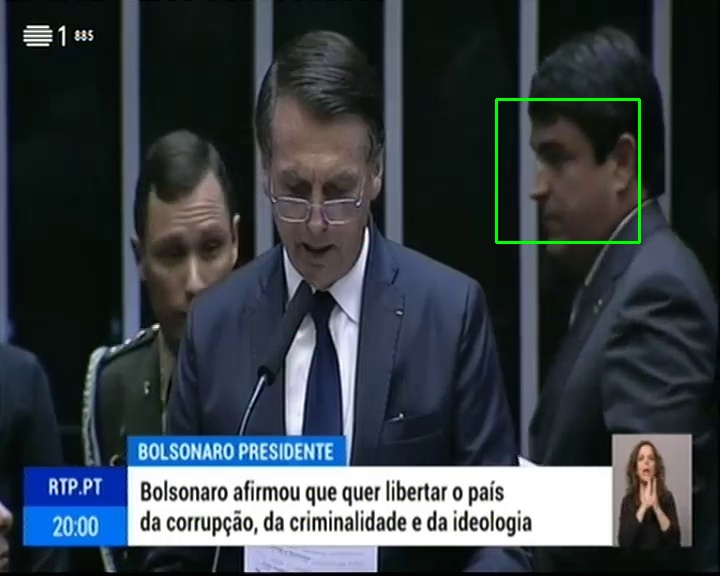 1 885
BOLSONARO PRESIDENTE
RTP.PT
Bolsonaro afirmou que quer libertar o país
20:00
da corrupção, da criminalidade e da ideologia